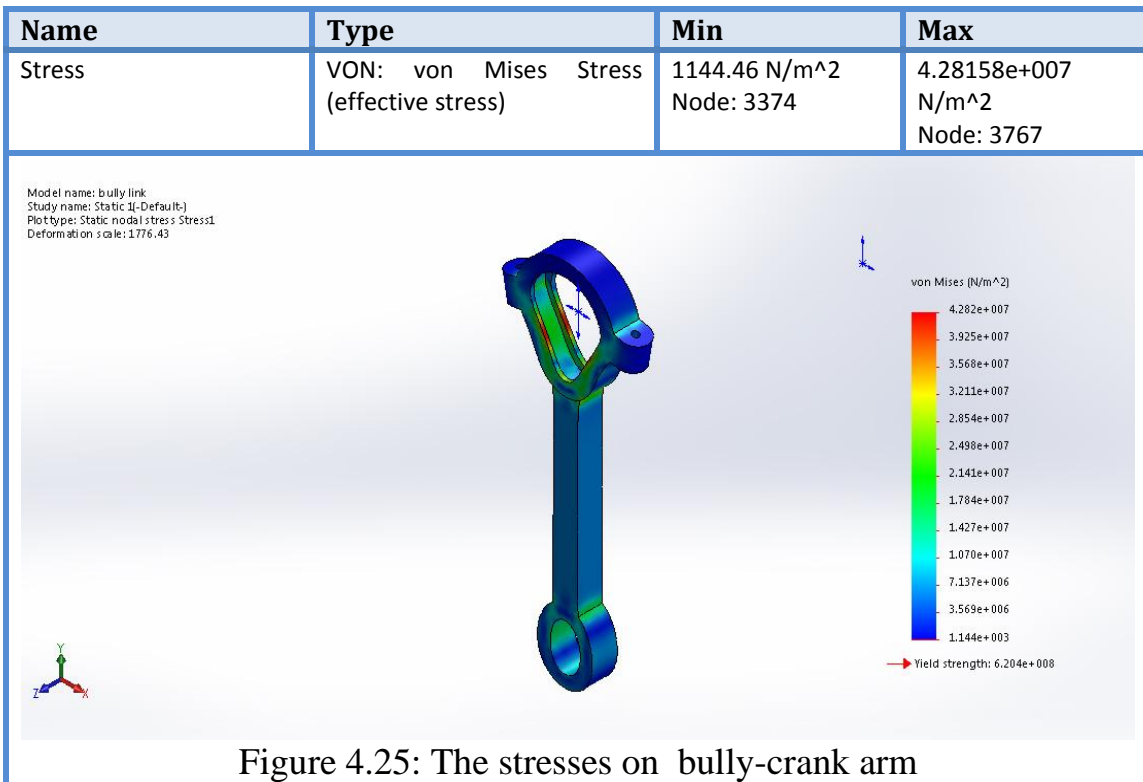 Name Type Min Max
Stress VON: von Mises Stress 1144.46 N/m^2 4.28158e+007
(effective stress) Node: 3374 N/m^2
Node: 3767
Model name: bully link
Study name: Static 1(-Default-)
Plot type: Static nodal stress Stress1
Deformation scale: 1776.43
von Mises (N/m^2)
4.282e+007
3.925e+007
3.568e+007
3.211e+007
2.854e+007
2.498e+007
2.141e+007
1.784e+007
1.427e+007
1.070e+007
7.137e+006
3.569e+006
1.144e+003
Yield strength: 6.204e+008
Y
Z X
Figure 4.25: The stresses on bully-crank arm